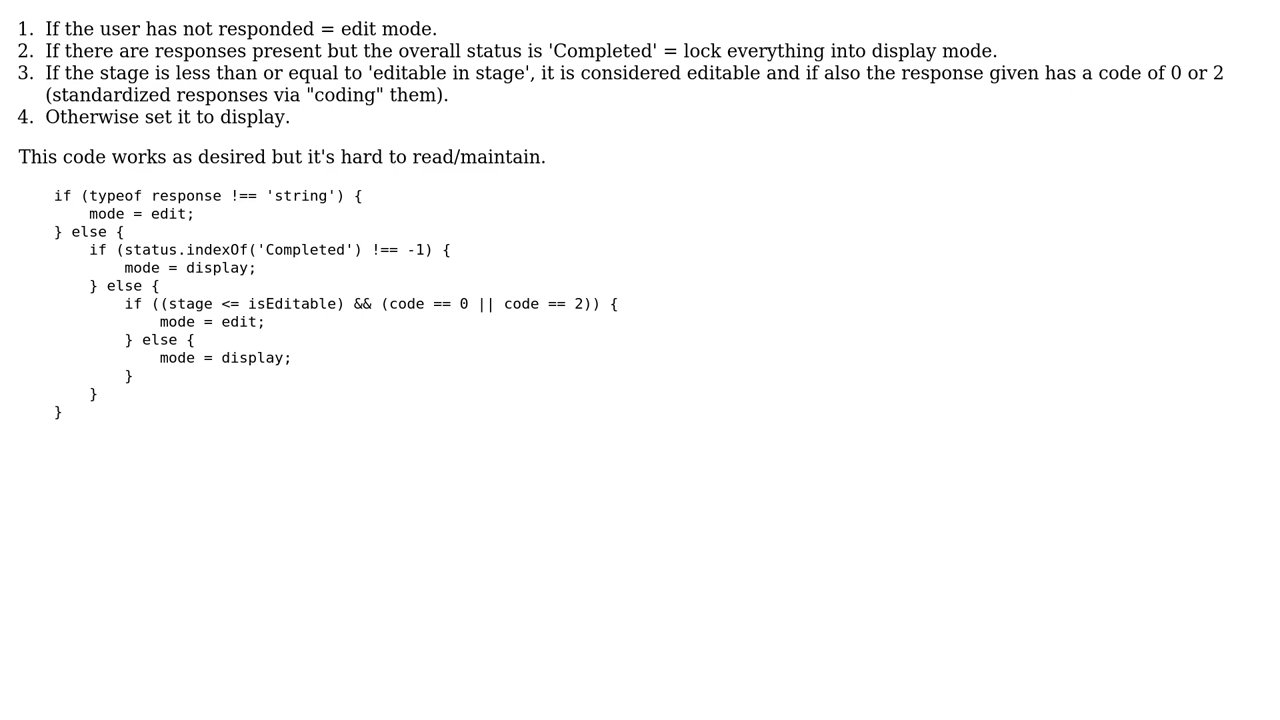 1. If the user has not responded = edit mode.
2. If there are responses present but the overall status is 'Completed' = lock everything into display mode.
3. If the stage is less than or equal to 'editable in stage', it is considered editable and if also the response given has a code of 0 or 2
(standardized responses via "coding" them).
4. Otherwise set it to display.
This code works as desired but it's hard to read/maintain.
if (typeof response !== 'string') {
    mode = edit;
} else {
    if (status.indexOf('Completed') !== -1) {
        mode = display;
    } else {
        if ((stage <= isEditable) && (code == 0 || code == 2)) {
            mode = edit;
        } else {
            mode = display;
        }
    }
}